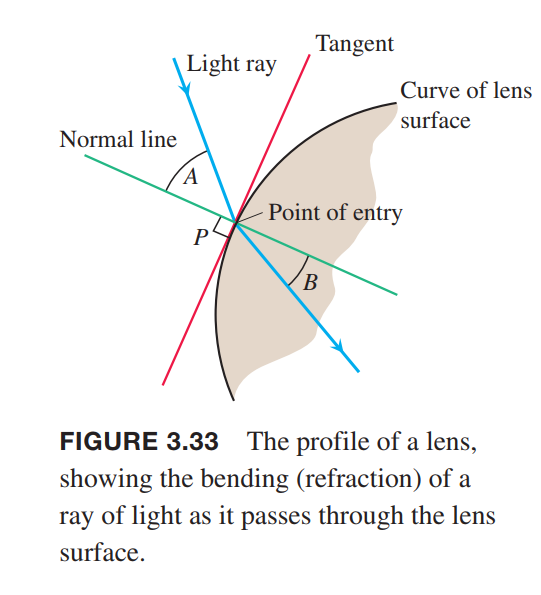 Tangent
Light ray
Curve of lens
surface
Normal line
A
Point of entry
P
B
FIGURE 3.33 The profile of a lens,
showing the bending (refraction) of a
ray of light as it passes through the lens
surface.